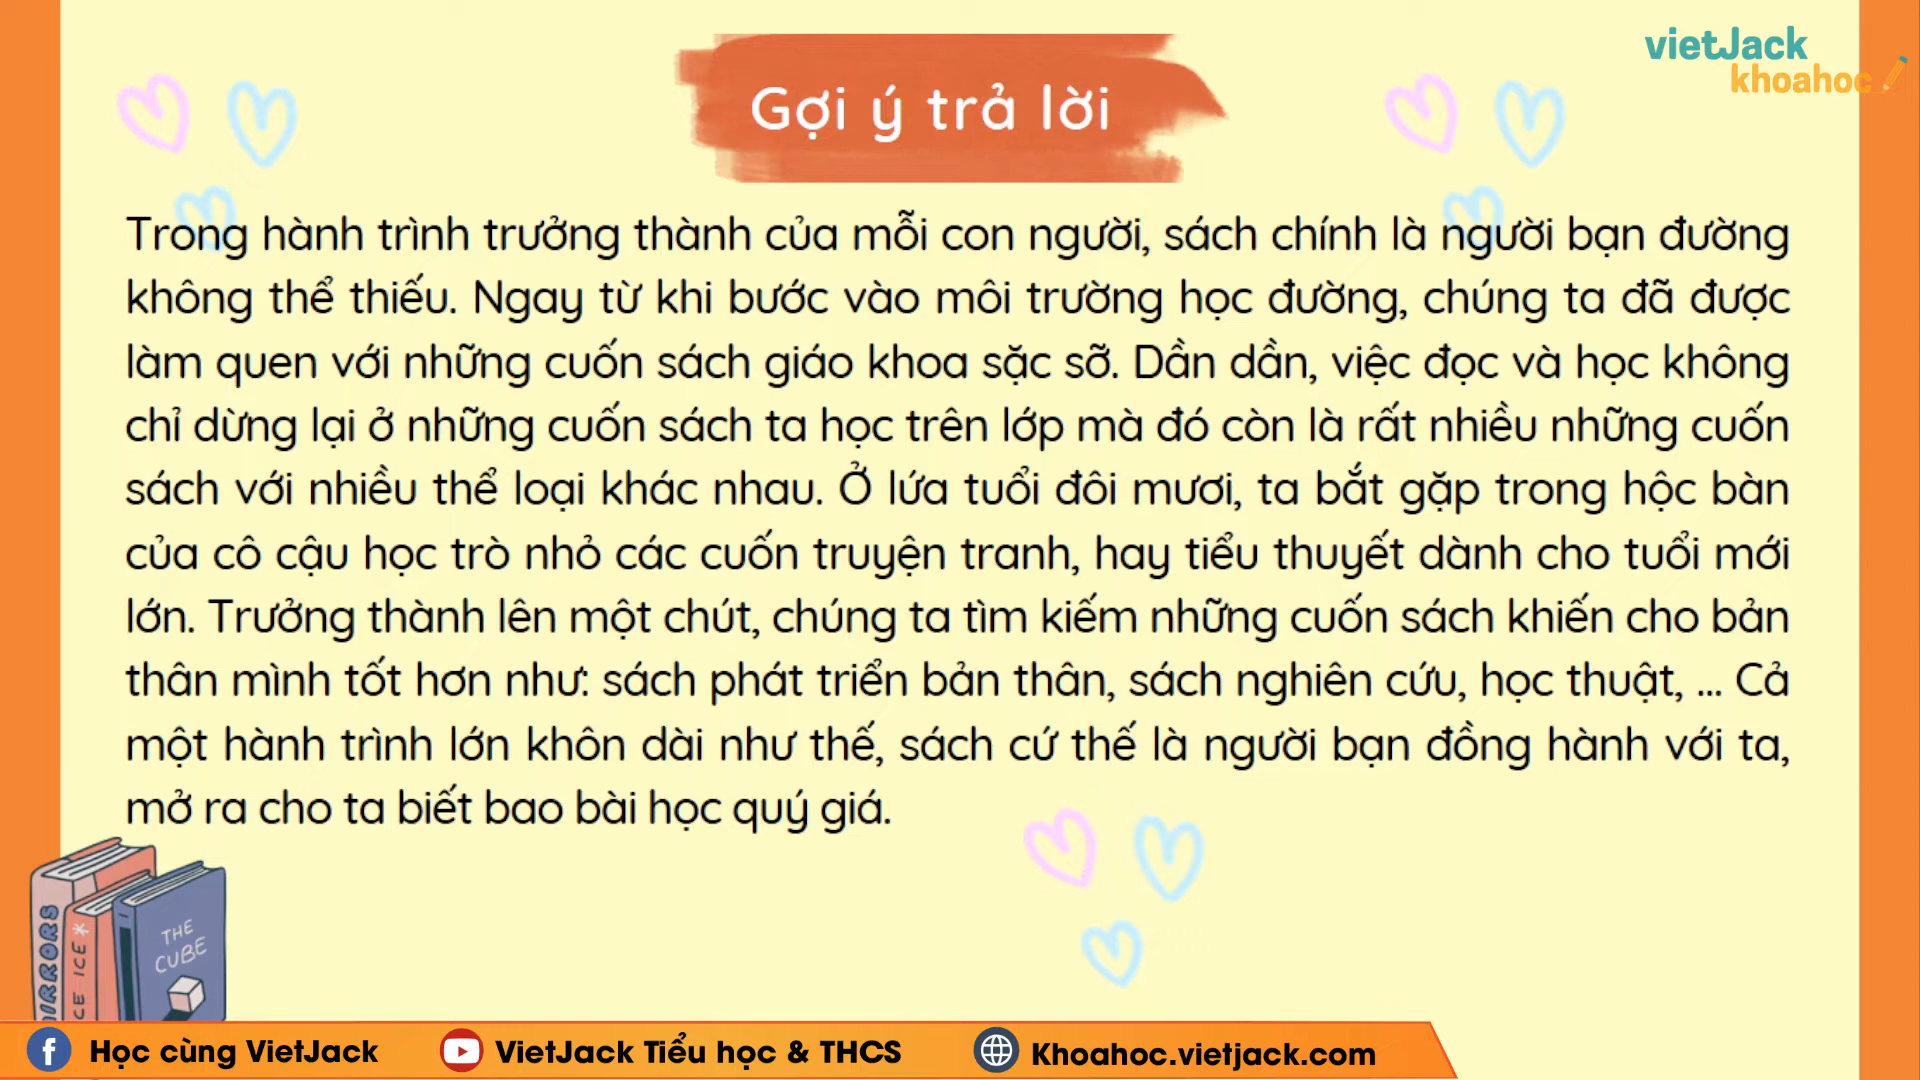 vietJack
khoahoc
Gợi ý trả lời
Trong hành trình trưởng thành của mỗi con người, sách chính là người bạn đường
không thể thiếu. Ngay từ khi bước vào môi trường học đường, chúng ta đã được
làm quen với những cuốn sách giáo khoa sặc sỡ. Dần dần, việc đọc và học không
chỉ dừng lại ở những cuốn sách ta học trên lớp mà đó còn là rất nhiều những cuốn
sách với nhiều thể loại khác nhau. Ở lứa tuổi đôi mươi, ta bắt gặp trong hộc bàn
của cô cậu học trò nhỏ các cuốn truyện tranh, hay tiểu thuyết dành cho tuổi mới
lớn. Trưởng thành lên một chút, chúng ta tìm kiếm những cuốn sách khiến cho bản
thân mình tốt hơn như: sách phát triển bản thân, sách nghiên cứu, học thuật, ... Cả
một hành trình lớn khôn dài như thế, sách cứ thế là người bạn đồng hành với ta,
mở ra cho ta biết bao bài học quý giá.
THE
CUBE
ICE
Học cùng VietJack
VietJack Tiểu học & THCS
Khoahoc.vietjack.com